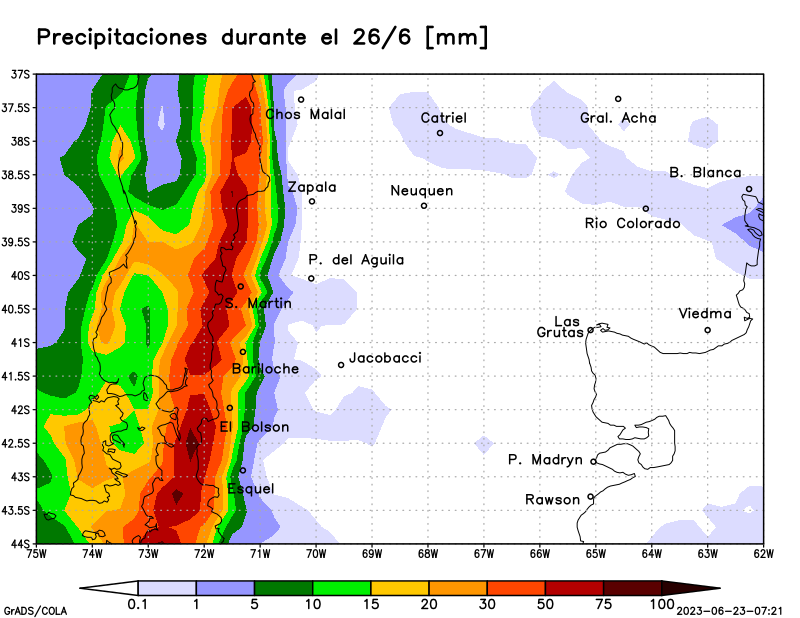 Precipitaciones durante el 26/6 [mm]
37S
37.5S
38S
38.5S
39S
39.5S
40S
40.5S
41S
41.5S
42S
42.5S
43S
43.5S
44S
Chos Malal
Catriel
Gral. Acha
B. Blanca
Zapala
Neuquen
Rio Colorado
P. del Aguila
S. Martin
Viedma
Las
Grutas
Bariloche
Jacobacci
El Bolson
P. Madryn
Esquel
Rawson
75W 74W 73W 72W 71W 70W 69W 68W 67W 66W 65W 64W 63W 62W
0.1 1 5 10 15 20 30 50 75 100
GrADS/COLA
2023-06-23-07:21